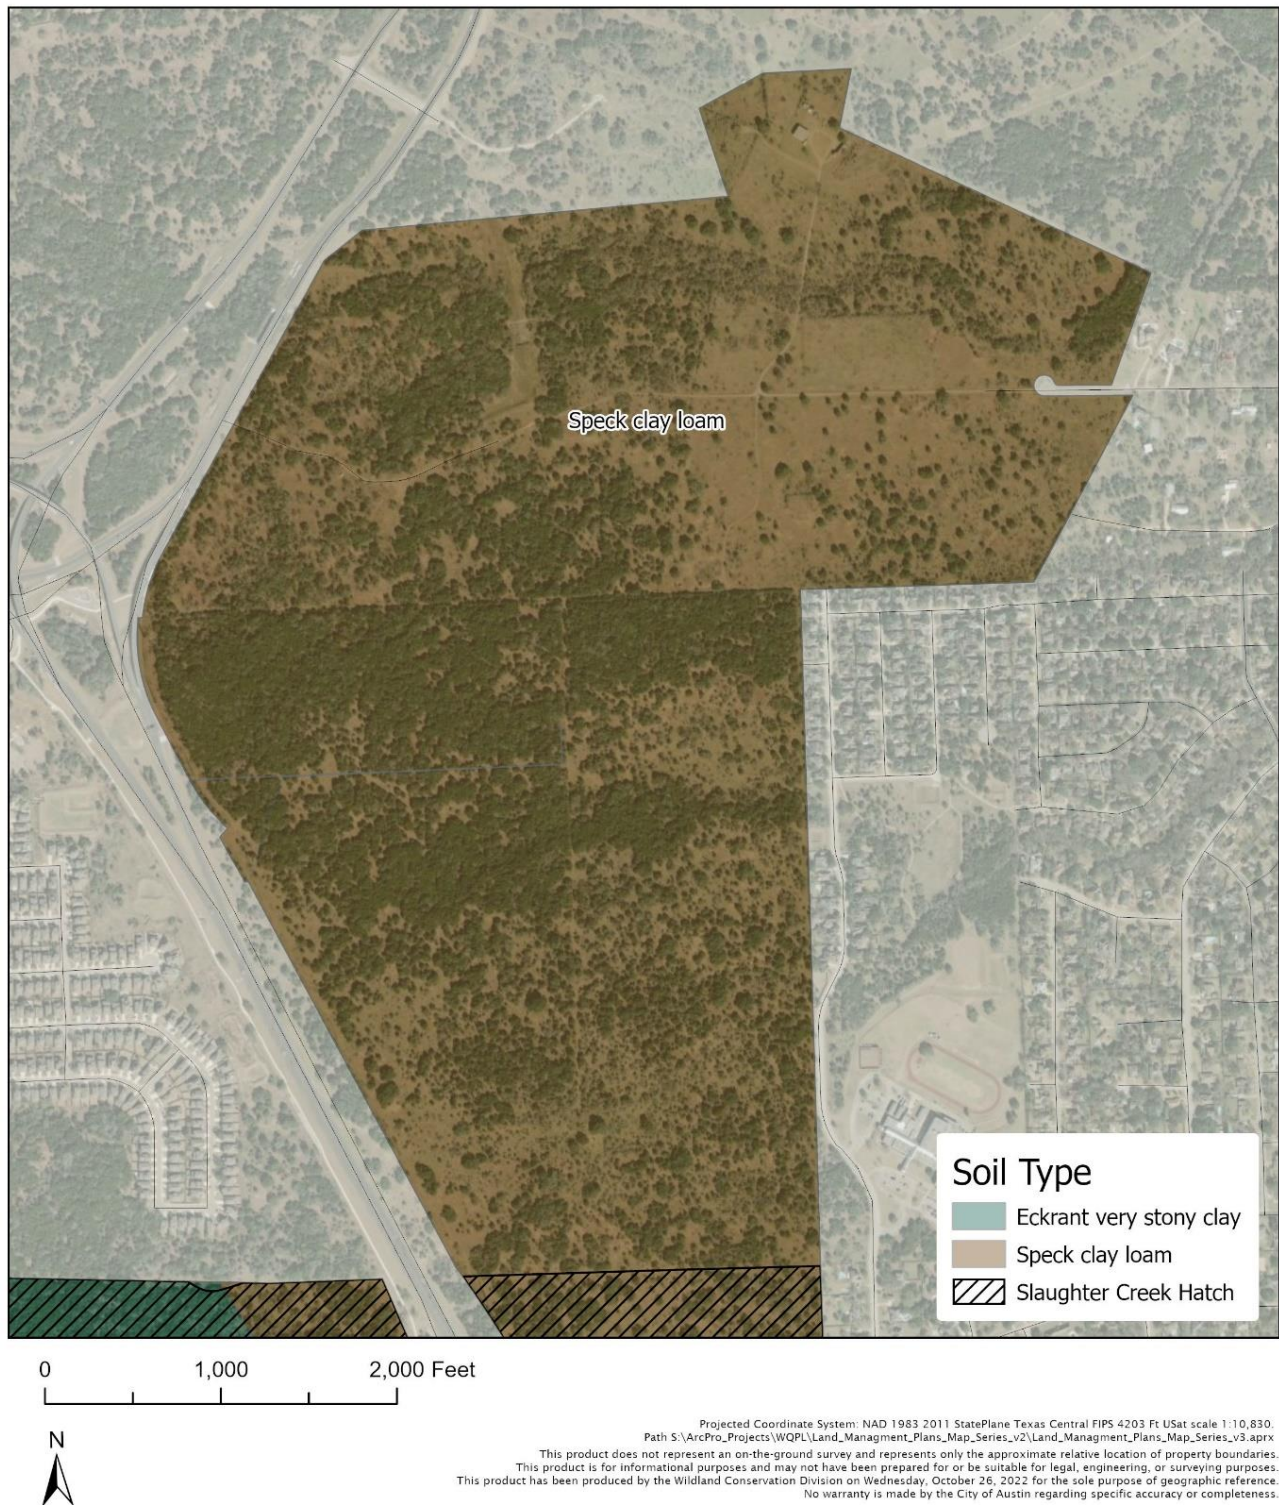 Speck clay loam
Soil Type
Eckrant very stony clay
Speck clay loam
Slaughter Creek Hatch
0 1,000 2,000 Feet
N
Projected Coordinate System: NAD 1983 2011 StatePlane Texas Central FIPS 4203 Ft USat scale 1:10,830.
Path S:\ArcPro_Projects\WQPL\Land_Managment_Plans_Map_Series_v2\Land_Managment_Plans_Map_Series_v3.aprx
This product does not represent an on-the-ground survey and represents only the approximate relative location of property boundaries.
This product is for informational purposes and may not have been prepared for or be suitable for legal, engineering, or surveying purposes.
This product has been produced by the Wildland Conservation Division on Wednesday, October 26, 2022 for the sole purpose of geographic reference.
No warranty is made by the City of Austin regarding specific accuracy or completeness.